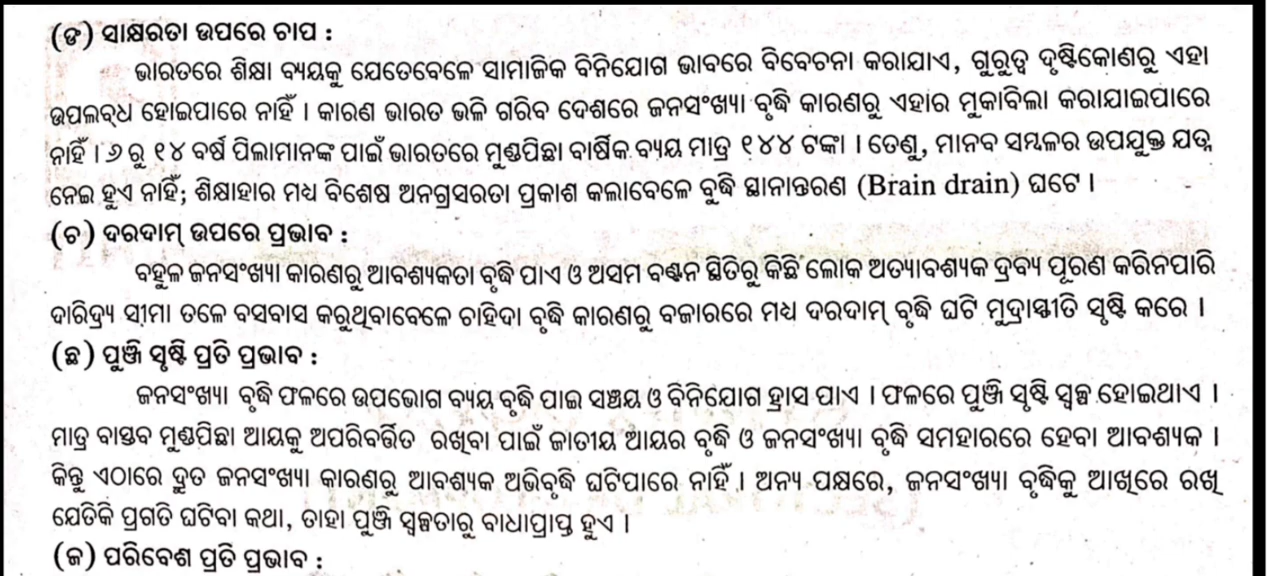 (ଙ) ସାକ୍ଷରତା ଉପରେ ଚାପ :
ଭାରତରେ ଶିକ୍ଷା ବ୍ୟୟକୁ ଯେତେବେଳେ ସାମାଜିକ ବିନିଯୋଗ ଭାବରେ ବିବେଚନା କରାଯାଏ, ଗୁରୁତ୍ୱ ଦୃଷ୍ଟିକୋଣରୁ ଏହା
ଉପଲବ୍ଧ ହୋଇପାରେ ନାହିଁ । କାରଣ ଭାରତ ଭଳି ଗରିବ ଦେଶରେ ଜନସଂଖ୍ୟା ବୃଦ୍ଧି କାରଣରୁ ଏହାର ମୁକାବିଲା କରାଯାଇପାରେ
ନାହିଁ । ୬ ରୁ ୧୪ ବର୍ଷ ପିଲାମାନଙ୍କ ପାଇଁ ଭାରତରେ ମୁଣ୍ଡପିଛା ବାର୍ଷିକ ବ୍ୟୟ ମାତ୍ର ୧୪୪ ଟଙ୍କା । ତେଣୁ, ମାନବ ସମ୍ବଳର ଉପଯୁକ୍ତ ଯତ୍ନ
ନେଇ ହୁଏ ନାହିଁ; ଶିକ୍ଷାହାର ମଧ୍ୟ ବିଶେଷ ଅନଗ୍ରସରତା ପ୍ରକାଶ କଲାବେଳେ ବୁଦ୍ଧି ସ୍ଥାନାନ୍ତରଣ (Brain drain) ଘଟେ ।
(ଚ) ଦରଦାମ୍ ଉପରେ ପ୍ରଭାବ :
ବହୁଳ ଜନସଂଖ୍ୟା କାରଣରୁ ଆବଶ୍ୟକତା ବୃଦ୍ଧି ପାଏ ଓ ଅସମ ବଣ୍ଟନ ସ୍ଥିତିରୁ କିଛି ଲୋକ ଅତ୍ୟାବଶ୍ୟକ ଦ୍ରବ୍ୟ ପୂରଣ କରିନପାରି
ଦାରିଦ୍ର୍ୟ ସୀମା ତଳେ ବସବାସ କରୁଥିବାବେଳେ ଚାହିଦା ବୃଦ୍ଧି କାରଣରୁ ବଜାରରେ ମଧ୍ୟ ଦରଦାମ୍ ବୃଦ୍ଧି ଘଟି ମୁଦ୍ରାସ୍ଫୀତି ସୃଷ୍ଟି କରେ ।
(ଛ) ପୁଞ୍ଜି ସୃଷ୍ଟି ପ୍ରତି ପ୍ରଭାବ :
ଜନସଂଖ୍ୟା ବୃଦ୍ଧି ଫଳରେ ଉପଭୋଗ ବ୍ୟୟ ବୃଦ୍ଧି ପାଇ ସଞ୍ଚୟ ଓ ବିନିଯୋଗ ହ୍ରାସ ପାଏ । ଫଳରେ ପୁଞ୍ଜି ସୃଷ୍ଟି ସ୍ୱଳ୍ପ ହୋଇଥାଏ ।
ମାତ୍ର ବାସ୍ତବ ମୁଣ୍ଡପିଛା ଆୟକୁ ଅପରିବର୍ତ୍ତିତ ରଖିବା ପାଇଁ ଜାତୀୟ ଆୟର ବୃଦ୍ଧି ଓ ଜନସଂଖ୍ୟା ବୃଦ୍ଧି ସମହାରରେ ହେବା ଆବଶ୍ୟକ ।
କିନ୍ତୁ ଏଠାରେ ଦ୍ରୁତ ଜନସଂଖ୍ୟା କାରଣରୁ ଆବଶ୍ୟକ ଅଭିବୃଦ୍ଧି ଘଟିପାରେ ନାହିଁ । ଅନ୍ୟ ପକ୍ଷରେ, ଜନସଂଖ୍ୟା ବୃଦ୍ଧିକୁ ଆଖିରେ ରଖି
ଯେତିକି ପ୍ରଗତି ଘଟିବା କଥା, ତାହା ପୁଞ୍ଜି ସ୍ୱଳ୍ପତାରୁ ବାଧାପ୍ରାପ୍ତ ହୁଏ ।
(ଜ) ପରିବେଶ ପ୍ରତି ପ୍ରଭାବ :